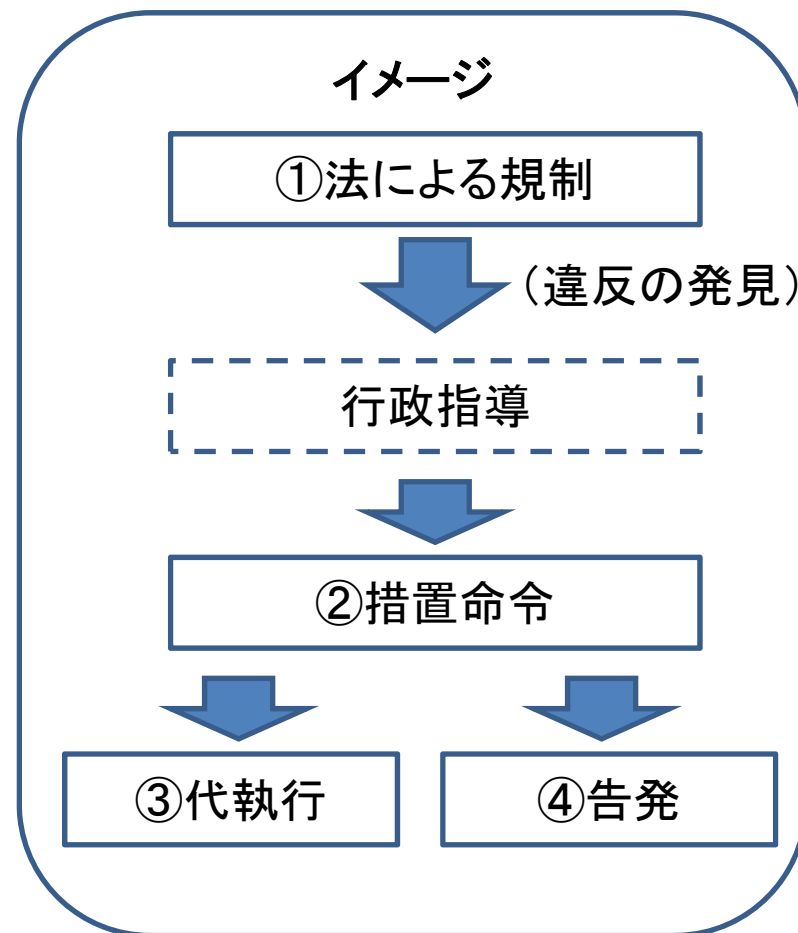 イメージ
①法による規制
（違反の発見）
行政指導
②措置命令
③代執行
④告発